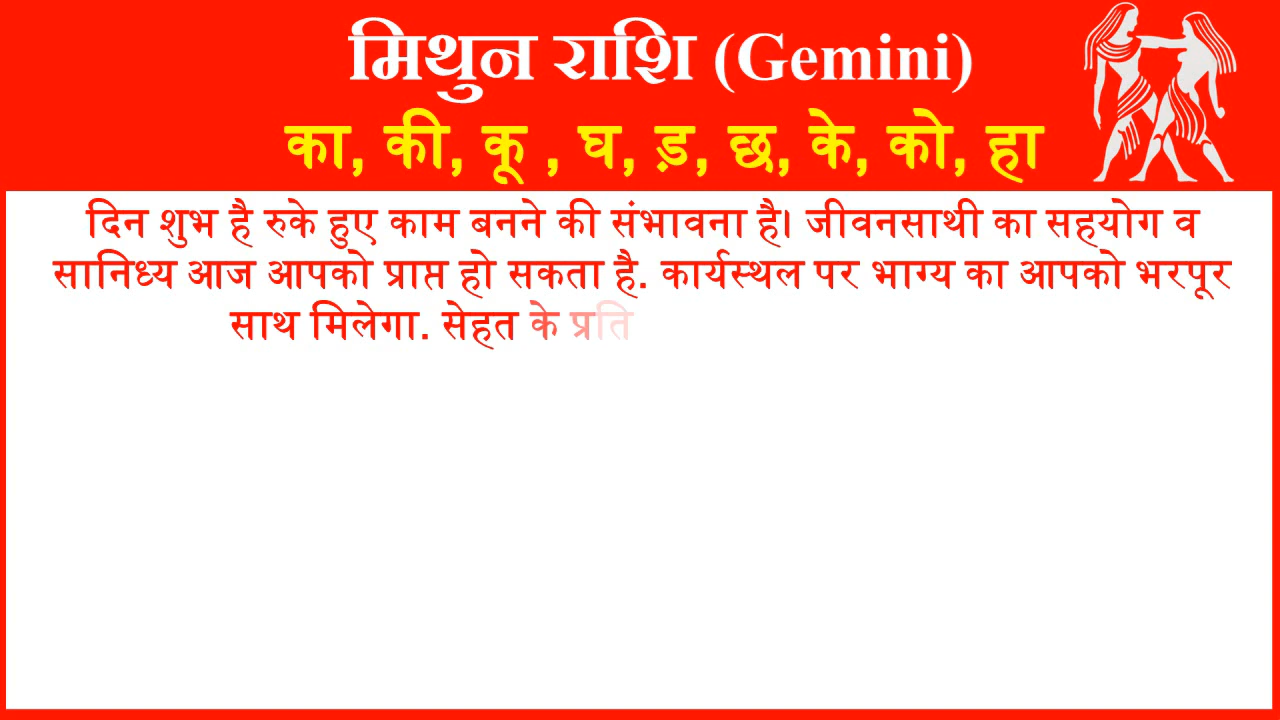 मिथुन राशि (Gemini)
का, की, कू , घ, ड़, छ, के, को, हा
दिन शुभ है रुके हुए काम बनने की संभावना है। जीवनसाथी का सहयोग व
सानिध्य आज आपको प्राप्त हो सकता है. कार्यस्थल पर भाग्य का आपको भरपूर
साथ मिलेगा. सेहत के प्रति